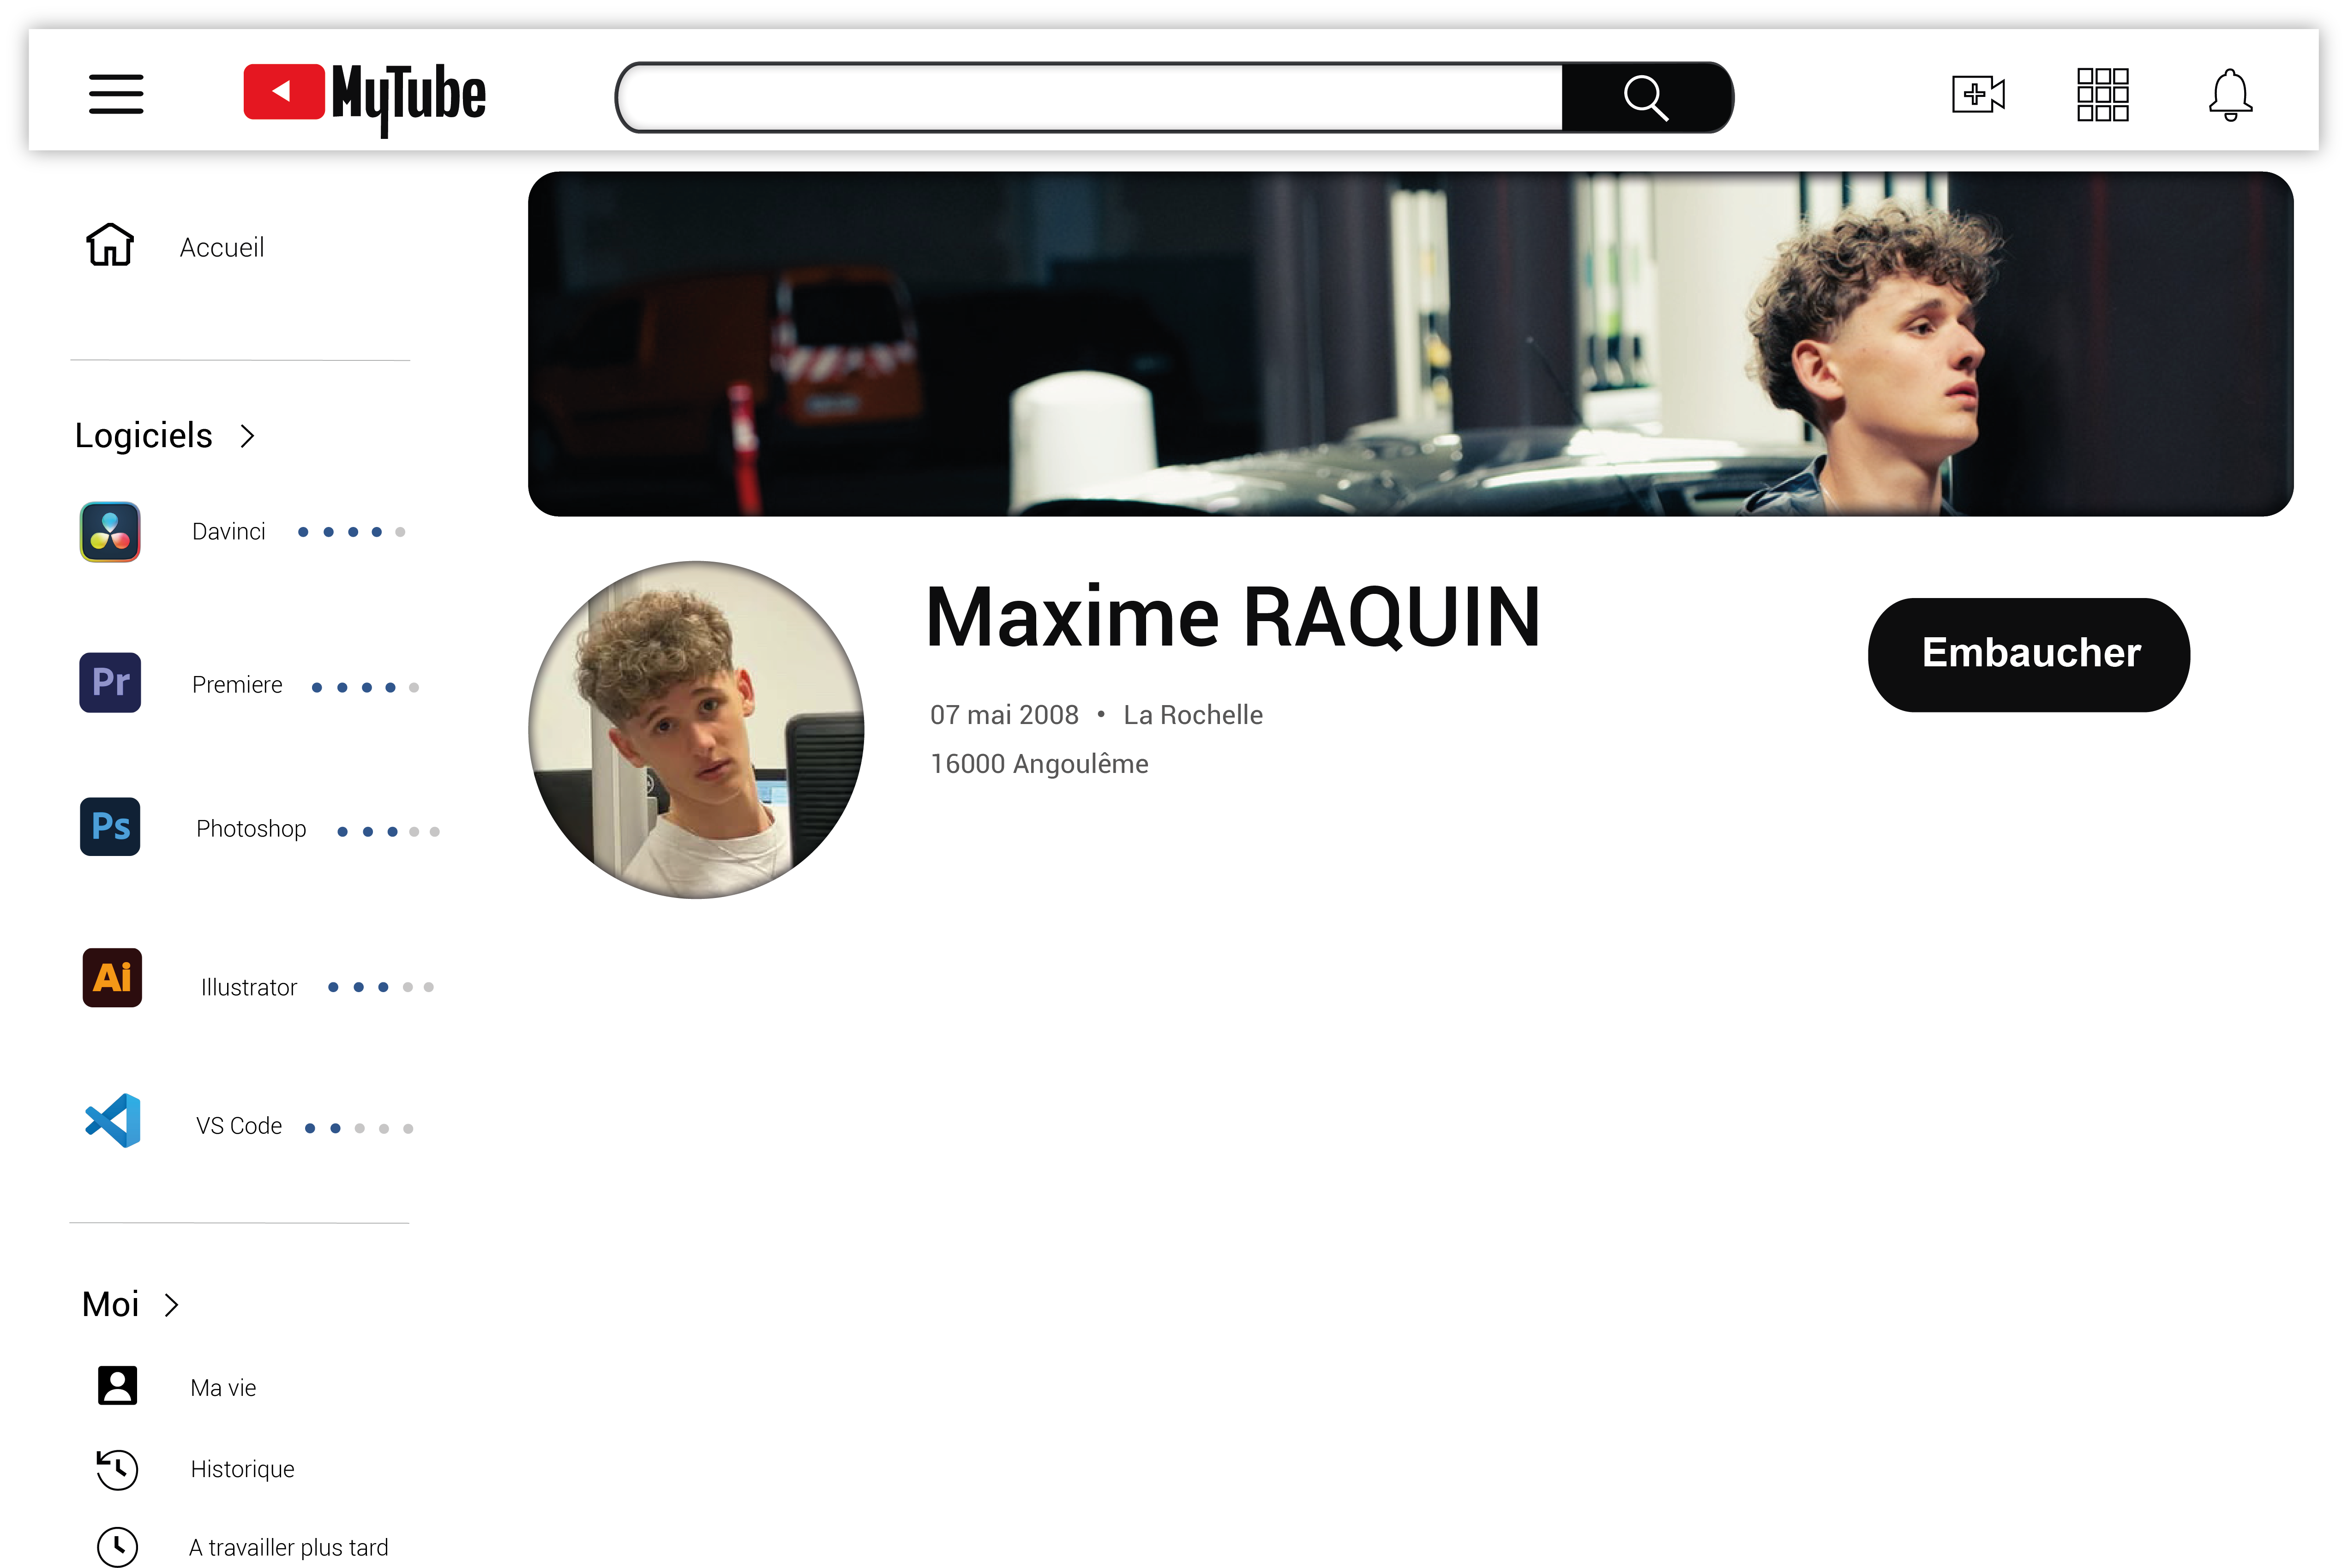 MyTube
Accueil
Logiciels
Davinci
Pr
Premiere
Ps
Photoshop
Ai
Illustrator
VS Code
Moi
Ma vie
Historique
A travailler plus tard
Maxime RAQUIN
07 mai 2008 • La Rochelle
16000 Angoulême
Embaucher